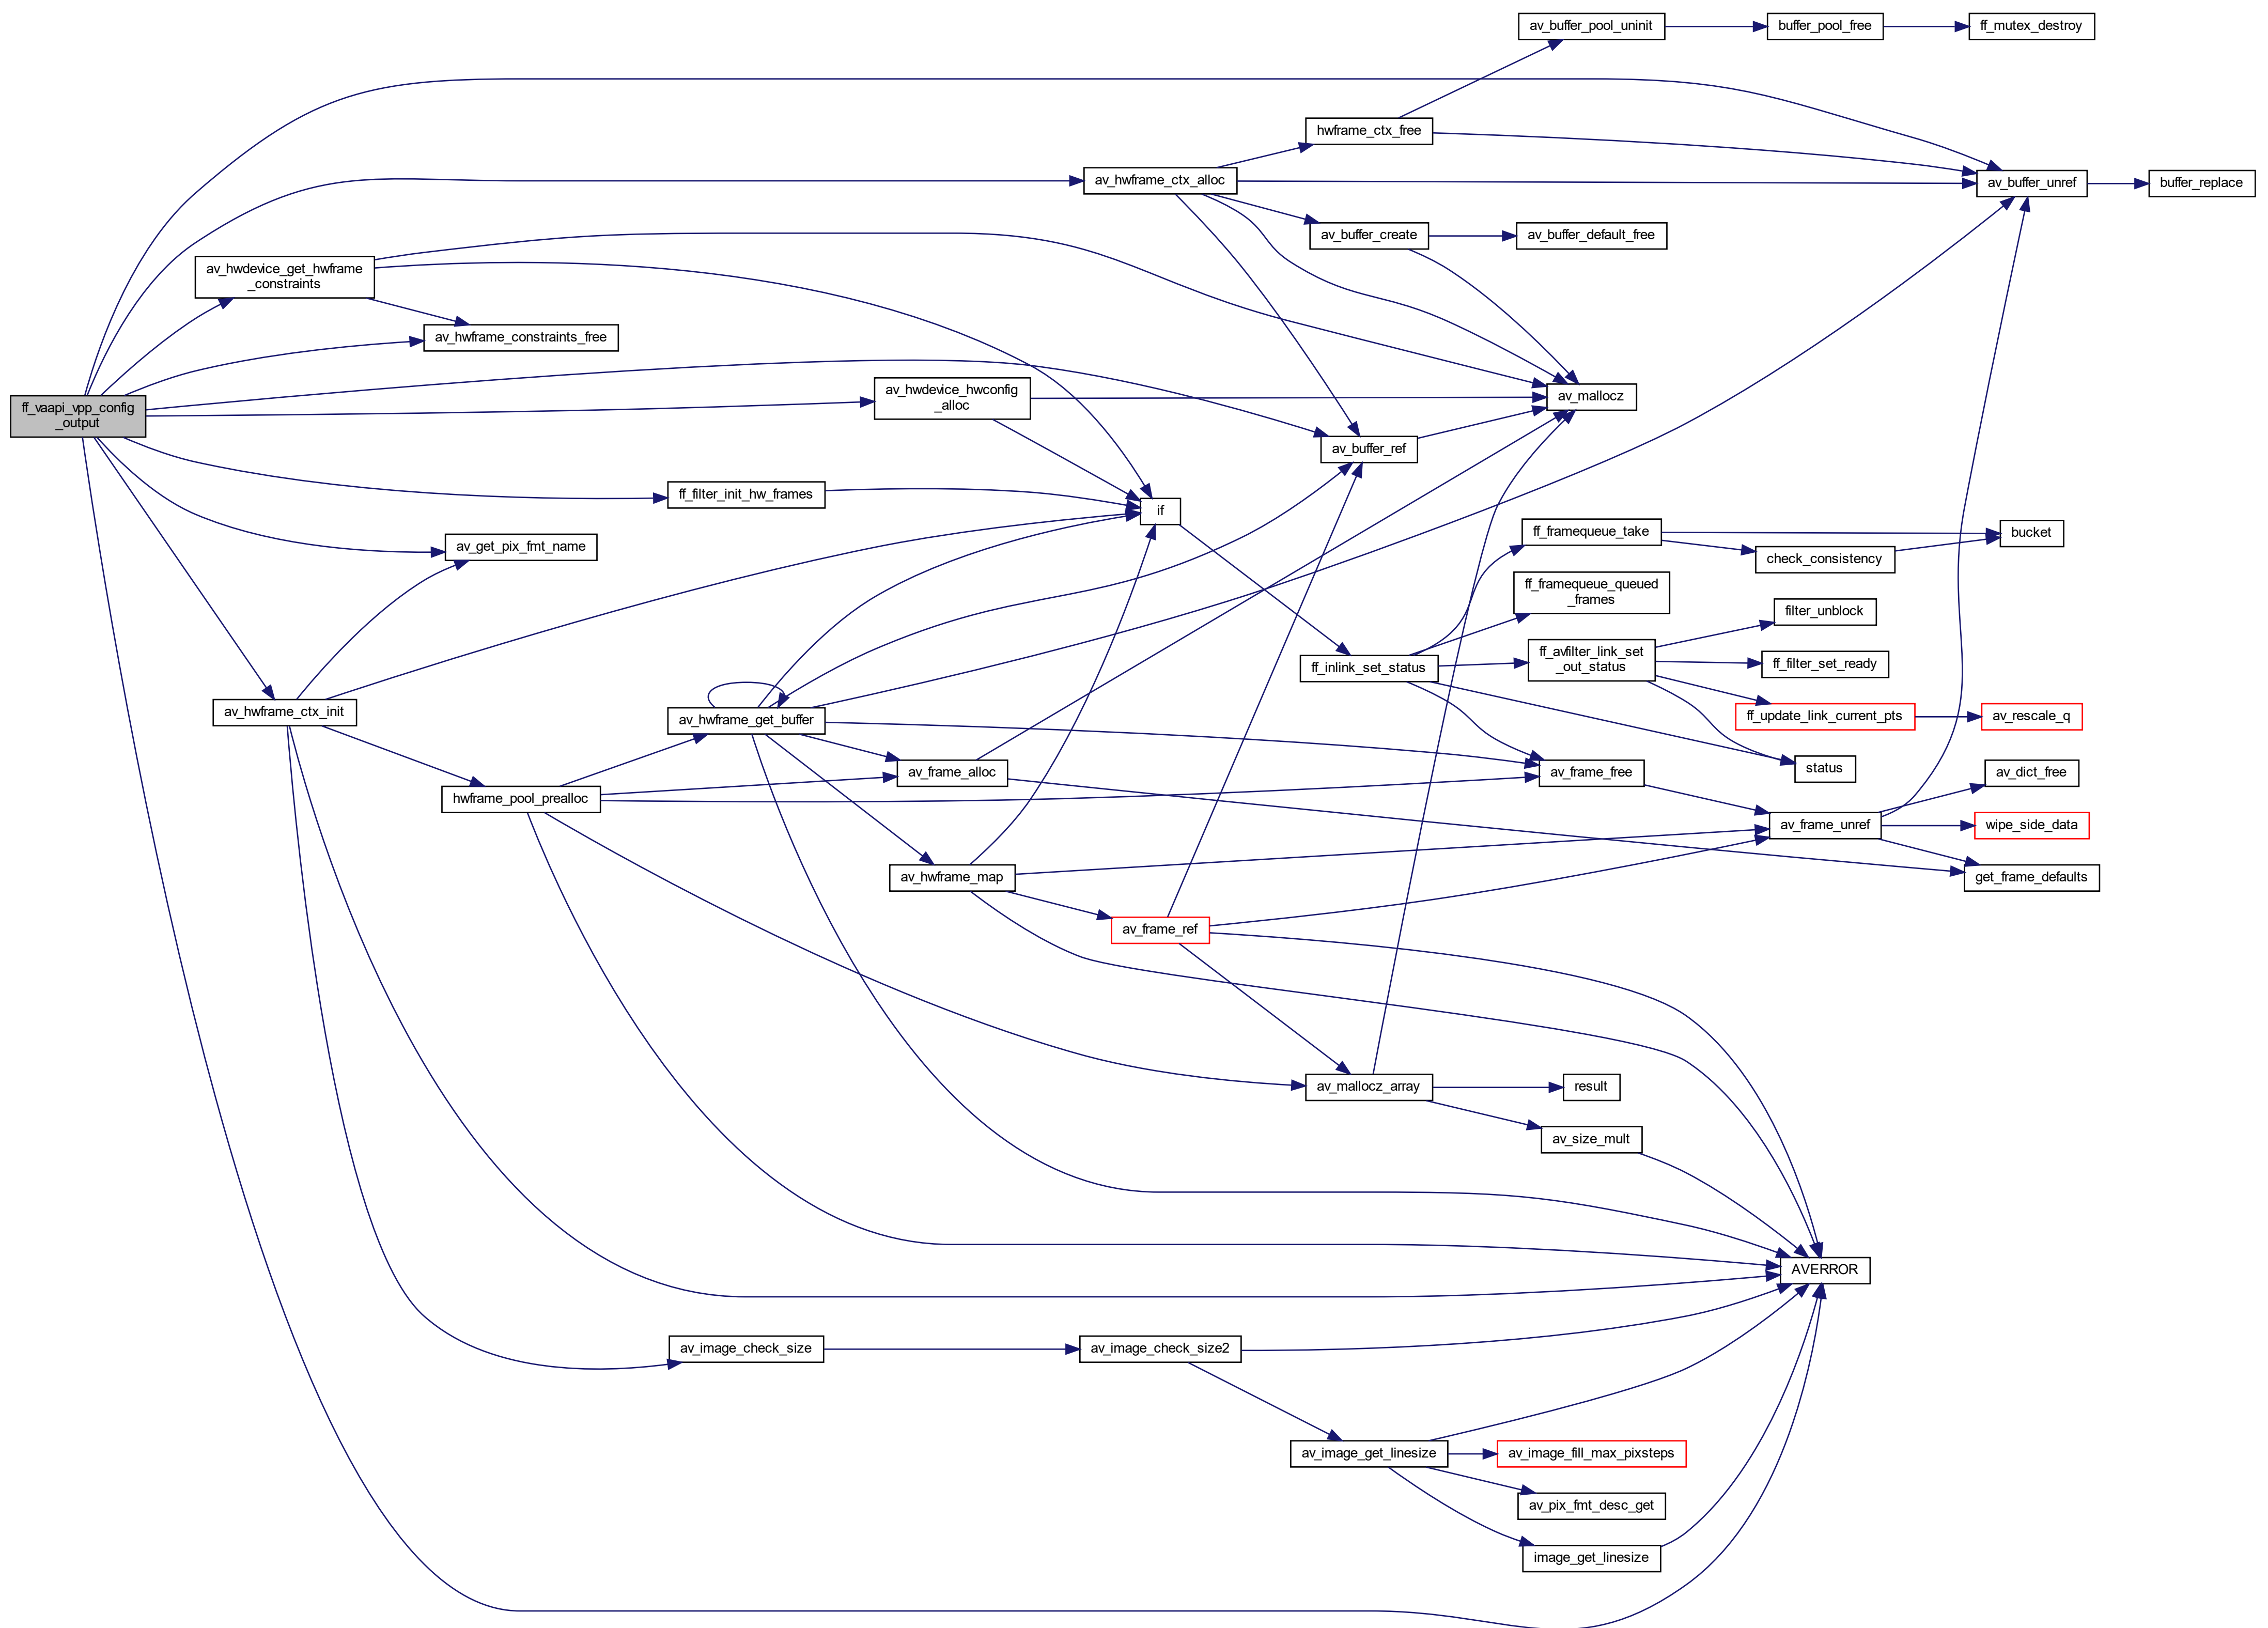 av_buffer_pool_uninit
buffer_pool_free
ff_mutex_destroy
hwframe_ctx_free
av_hwframe_ctx_alloc
av_buffer_unref
buffer_replace
av_buffer_create
av_buffer_default_free
av_hwdevice_get_hwframe
_constraints
av_hwframe_constraints_free
av_hwdevice_hwconfig
_alloc
av_mallocz
ff_vaapi_vpp_config
_output
av_buffer_ref
ff_filter_init_hw_frames
if
av_get_pix_fmt_name
ff_framequeue_take
bucket
check_consistency
ff_framequeue_queued
_frames
filter_unblock
ff_inlink_set_status
ff_avfilter_link_set
_out_status
ff_filter_set_ready
av_hwframe_ctx_init
av_hwframe_get_buffer
ff_update_link_current_pts
av_rescale_q
av_frame_alloc
av_frame_free
status
av_dict_free
hwframe_pool_prealloc
av_frame_unref
wipe_side_data
av_hwframe_map
get_frame_defaults
av_frame_ref
av_mallocz_array
result
av_size_mult
AVERROR
av_image_check_size
av_image_check_size2
av_image_get_linesize
av_image_fill_max_pixsteps
av_pix_fmt_desc_get
image_get_linesize